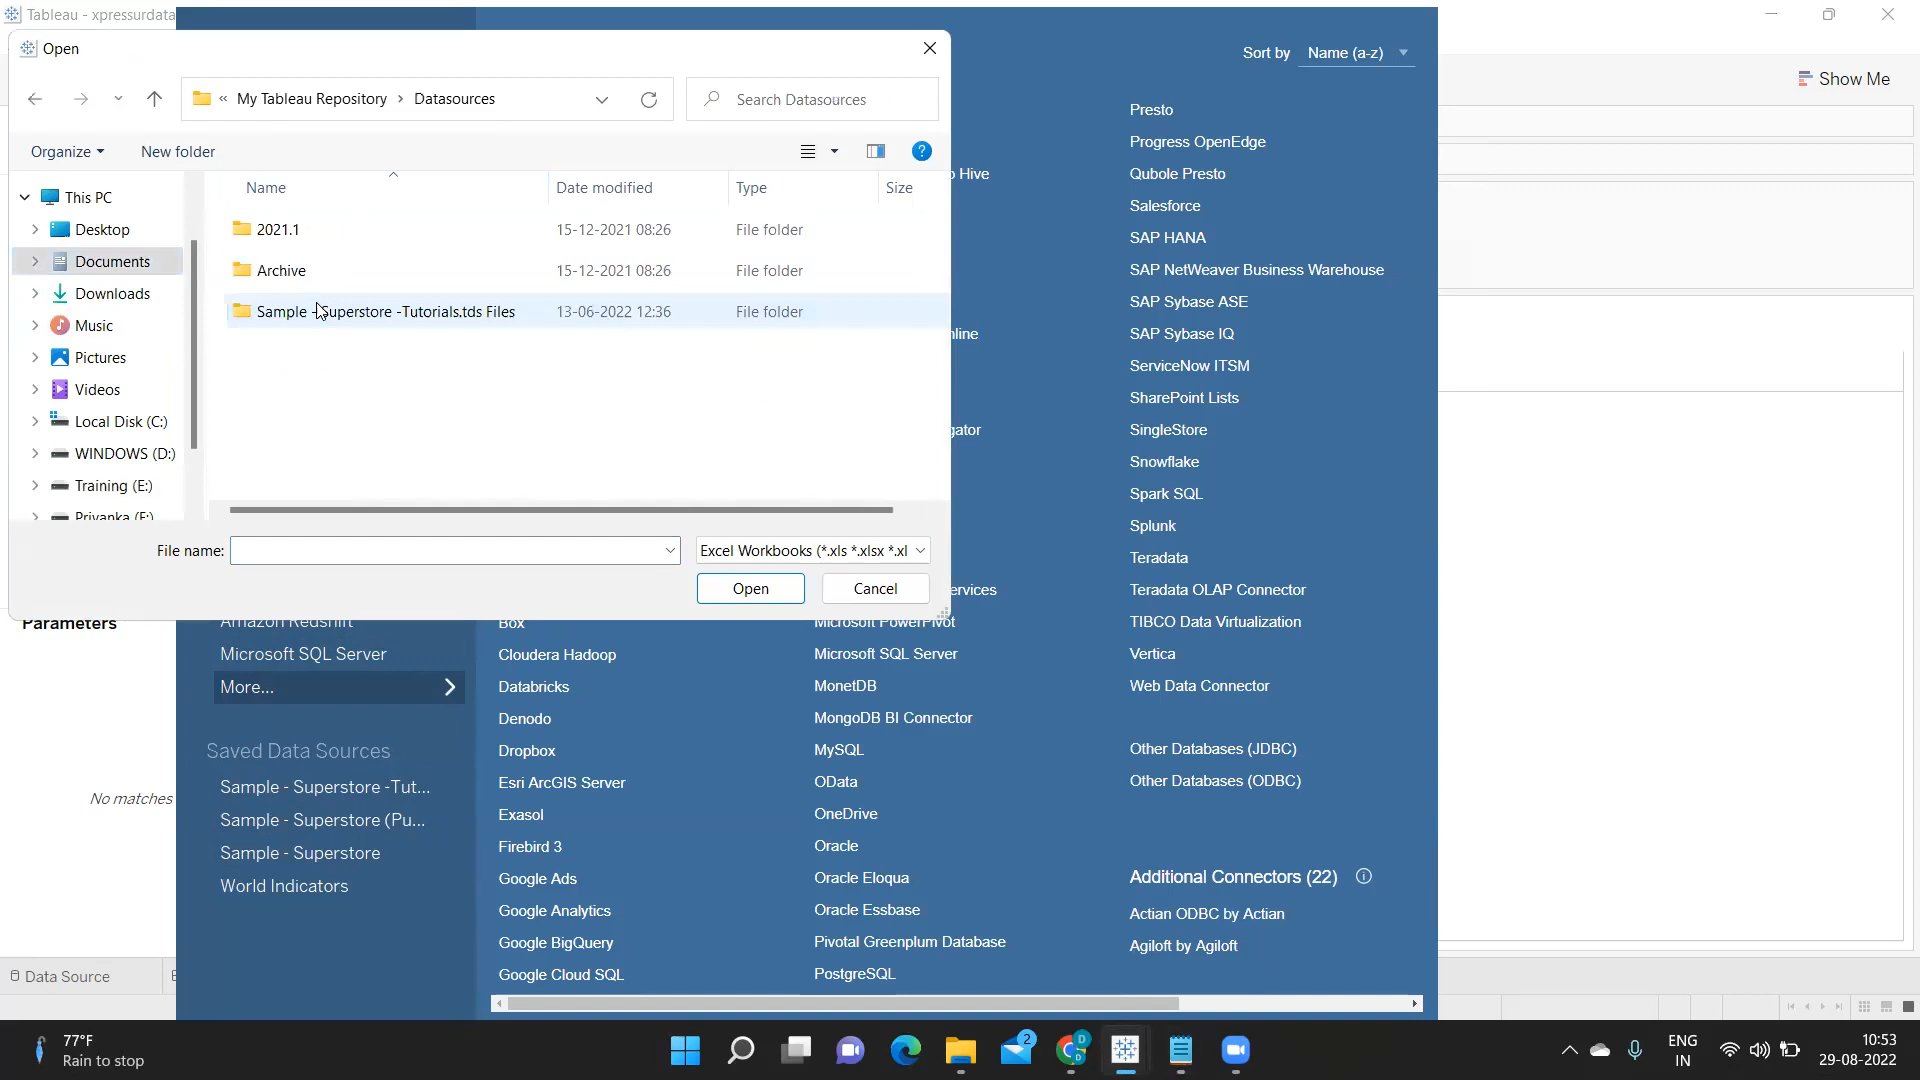 Tableau - xpressurdata
Open
« My Tableau Repository › Datasources
Search Datasources
Organize
New folder
Name
Date modified
Type
Size
This PC
Desktop
Documents
Downloads
Music
Pictures
Videos
Local Disk (C:)
WINDOWS (D:)
Training (E:)
Priyanka (F:)
2021.1 15-12-2021 08:26 File folder
Archive 15-12-2021 08:26 File folder
Sample - Superstore -Tutorials.tds Files 13-06-2022 12:36 File folder
File name:
Excel Workbooks (*.xls *.xlsx *.xl
Open
Cancel
Sort by Name (a-z)
Show Me
Hive
nline
gator
ervices
Presto
Progress OpenEdge
Qubole Presto
Salesforce
SAP HANA
SAP NetWeaver Business Warehouse
SAP Sybase ASE
SAP Sybase IQ
ServiceNow ITSM
SharePoint Lists
SingleStore
Snowflake
Spark SQL
Splunk
Teradata
Teradata OLAP Connector
TIBCO Data Virtualization
Vertica
Web Data Connector
Other Databases (JDBC)
Other Databases (ODBC)
Additional Connectors (22)
Actian ODBC by Actian
Agiloft by Agiloft
Parameters
No matches
Amazon Redshift
Microsoft SQL Server
More...
Saved Data Sources
Sample - Superstore -Tut...
Sample - Superstore (Pu...
Sample - Superstore
World Indicators
Box
Cloudera Hadoop
Databricks
Denodo
Dropbox
Esri ArcGIS Server
Exasol
Firebird 3
Google Ads
Google Analytics
Google BigQuery
Google Cloud SQL
Microsoft PowerPivot
Microsoft SQL Server
MonetDB
MongoDB BI Connector
MySQL
OData
OneDrive
Oracle
Oracle Eloqua
Oracle Essbase
Pivotal Greenplum Database
PostgreSQL
Data Source
77°F
Rain to stop
2
D
ENG
IN
10:53
29-08-2022